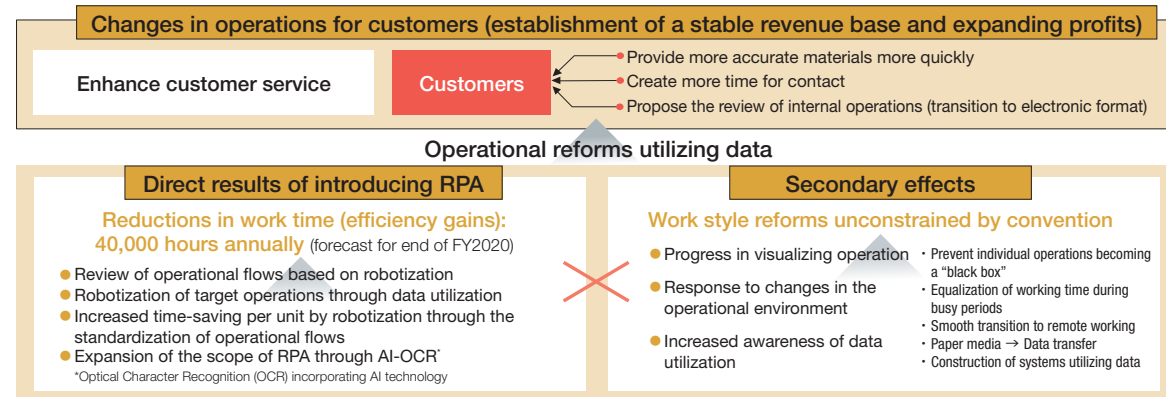 Changes in operations for customers (establishment of a stable revenue base and expanding profits)
Enhance customer service
Customers
Provide more accurate materials more quickly
Create more time for contact
Propose the review of internal operations (transition to electronic format)
Operational reforms utilizing data
Direct results of introducing RPA
Reductions in work time (efficiency gains):
40,000 hours annually (forecast for end of FY2020)
● Review of operational flows based on robotization
● Robotization of target operations through data utilization
● Increased time-saving per unit by robotization through the
standardization of operational flows
● Expansion of the scope of RPA through AI-OCR*
*Optical Character Recognition (OCR) incorporating AI technology
Secondary effects
Work style reforms unconstrained by convention
● Progress in visualizing operation
● Response to changes in the
operational environment
● Increased awareness of data
utilization
・Prevent individual operations becoming
a “black box”
・Equalization of working time during
busy periods
・Smooth transition to remote working
・Paper media → Data transfer
・Construction of systems utilizing data